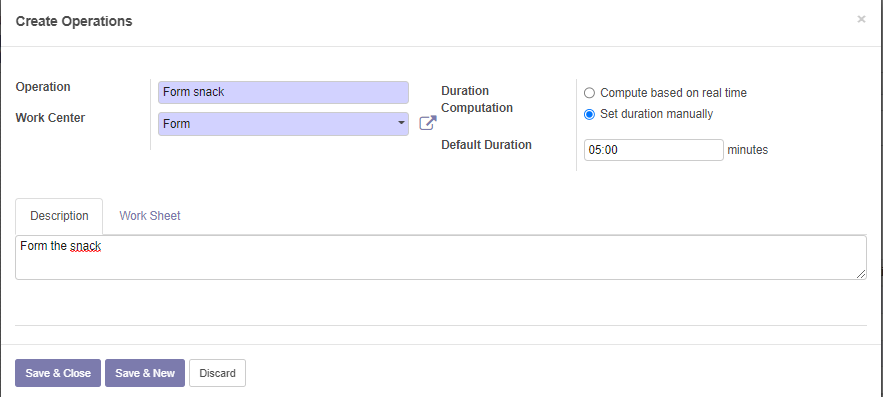 Create Operations ×
Operation Form snack
Work Center Form
Duration Computation
Compute based on real time
Set duration manually
Default Duration 05:00 minutes
Description Work Sheet
Form the snack
Save & Close Save & New Discard